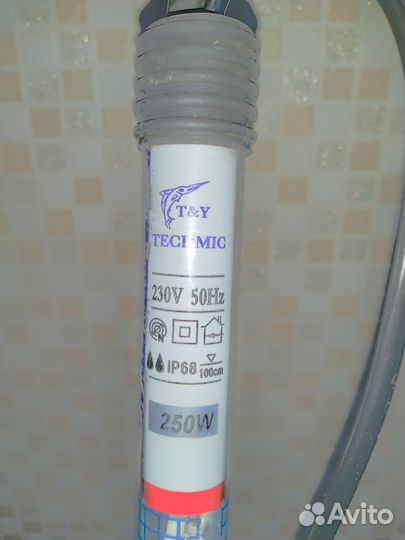 T&Y
TECHMIC
230V 50Hz
N
IP68 100cm
250W
Avito